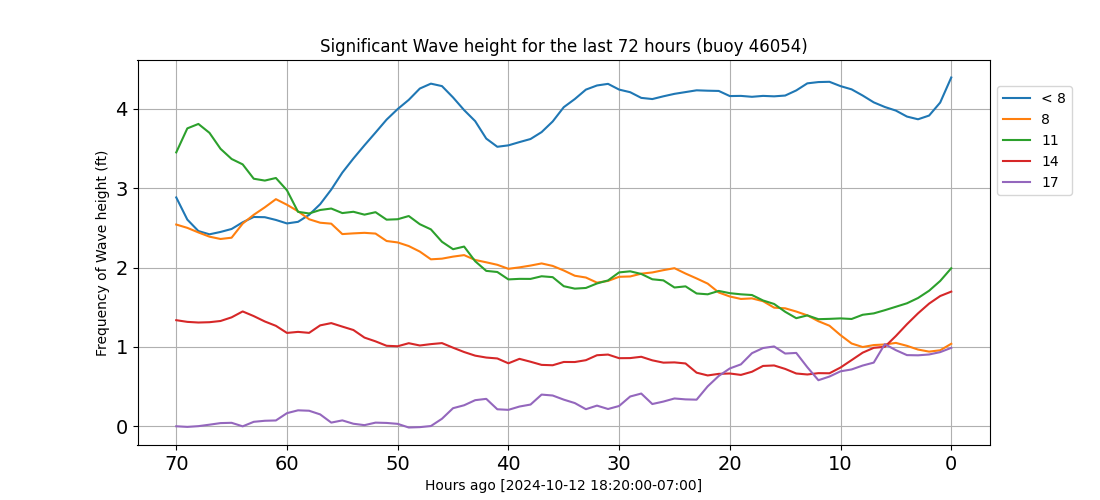 Significant Wave height for the last 72 hours (buoy 46054)
Frequency of Wave height (ft)
4
3
2
1
0
70 60 50 40 30 20 10 0
Hours ago [2024-10-12 18:20:00-07:00]
< 8
8
11
14
17